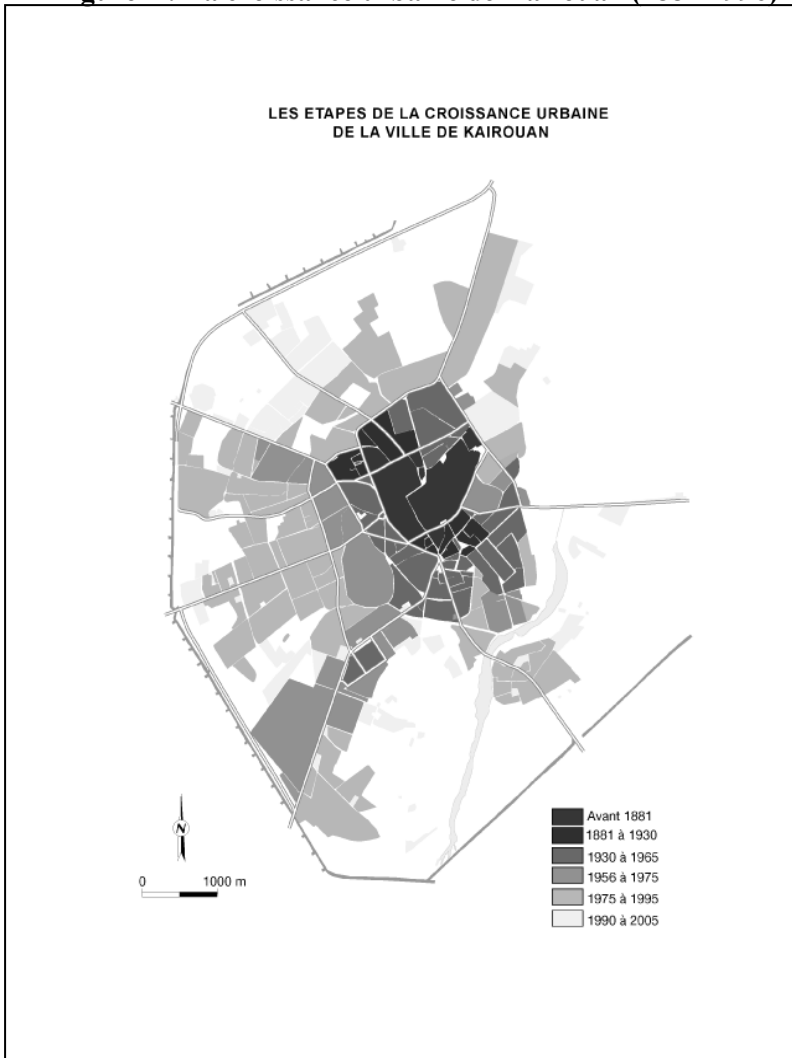 LES ETAPES DE LA CROISSANCE URBAINE
DE LA VILLE DE KAIROUAN
N
0 1000 m
Avant 1881
1881 à 1930
1930 à 1965
1956 à 1975
1975 à 1995
1990 à 2005